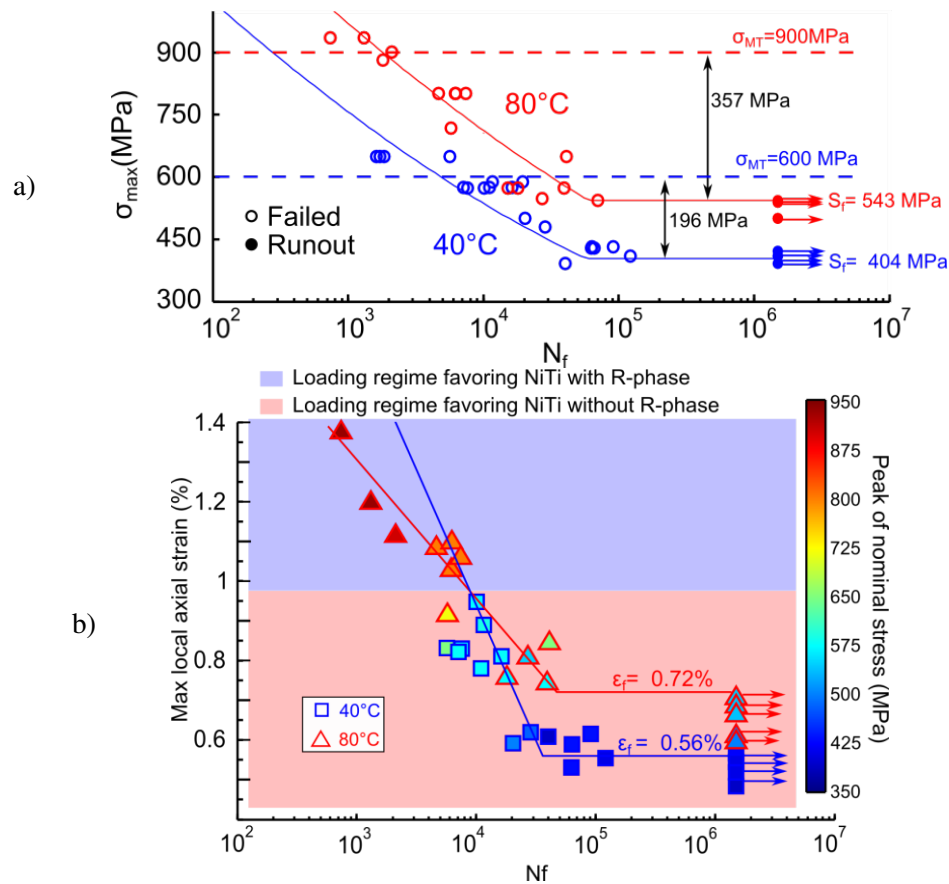 a)
σmax(MPa)
900
750
600
450
300
σMT=900MPa
80°C
357 MPa
σMT=600 MPa
Failed
Runout
40°C
196 MPa
Sf= 543 MPa
Sf= 404 MPa
10^2
10^3
10^4
10^5
10^6
10^7
Nf
Loading regime favoring NiTi with R-phase
Loading regime favoring NiTi without R-phase
b)
Max local axial strain (%)
1.4
1.2
1
0.8
0.6
40°C
80°C
εf= 0.72%
εf= 0.56%
10^2
10^3
10^4
10^5
10^6
10^7
Nf
950
875
800
725
650
575
500
425
350
Peak of nominal stress (MPa)